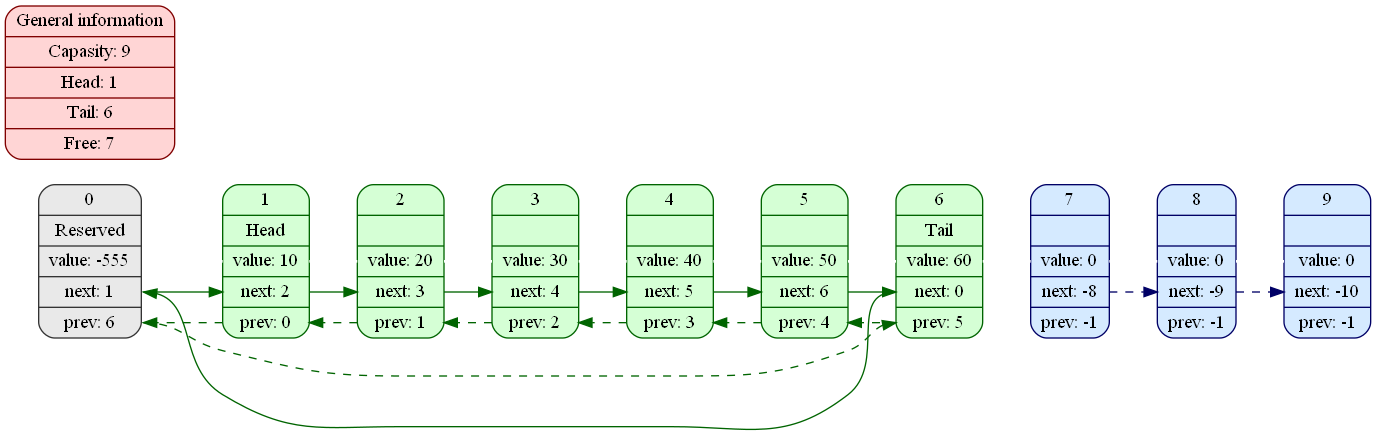 General information
Capasity: 9
Head: 1
Tail: 6
Free: 7
0
Reserved
value: -555
next: 1
prev: 6
1
Head
value: 10
next: 2
prev: 0
2
value: 20
next: 3
prev: 1
3
value: 30
next: 4
prev: 2
4
value: 40
next: 5
prev: 3
5
value: 50
next: 6
prev: 4
6
Tail
value: 60
next: 0
prev: 5
7
value: 0
next: -8
prev: -1
8
value: 0
next: -9
prev: -1
9
value: 0
next: -10
prev: -1